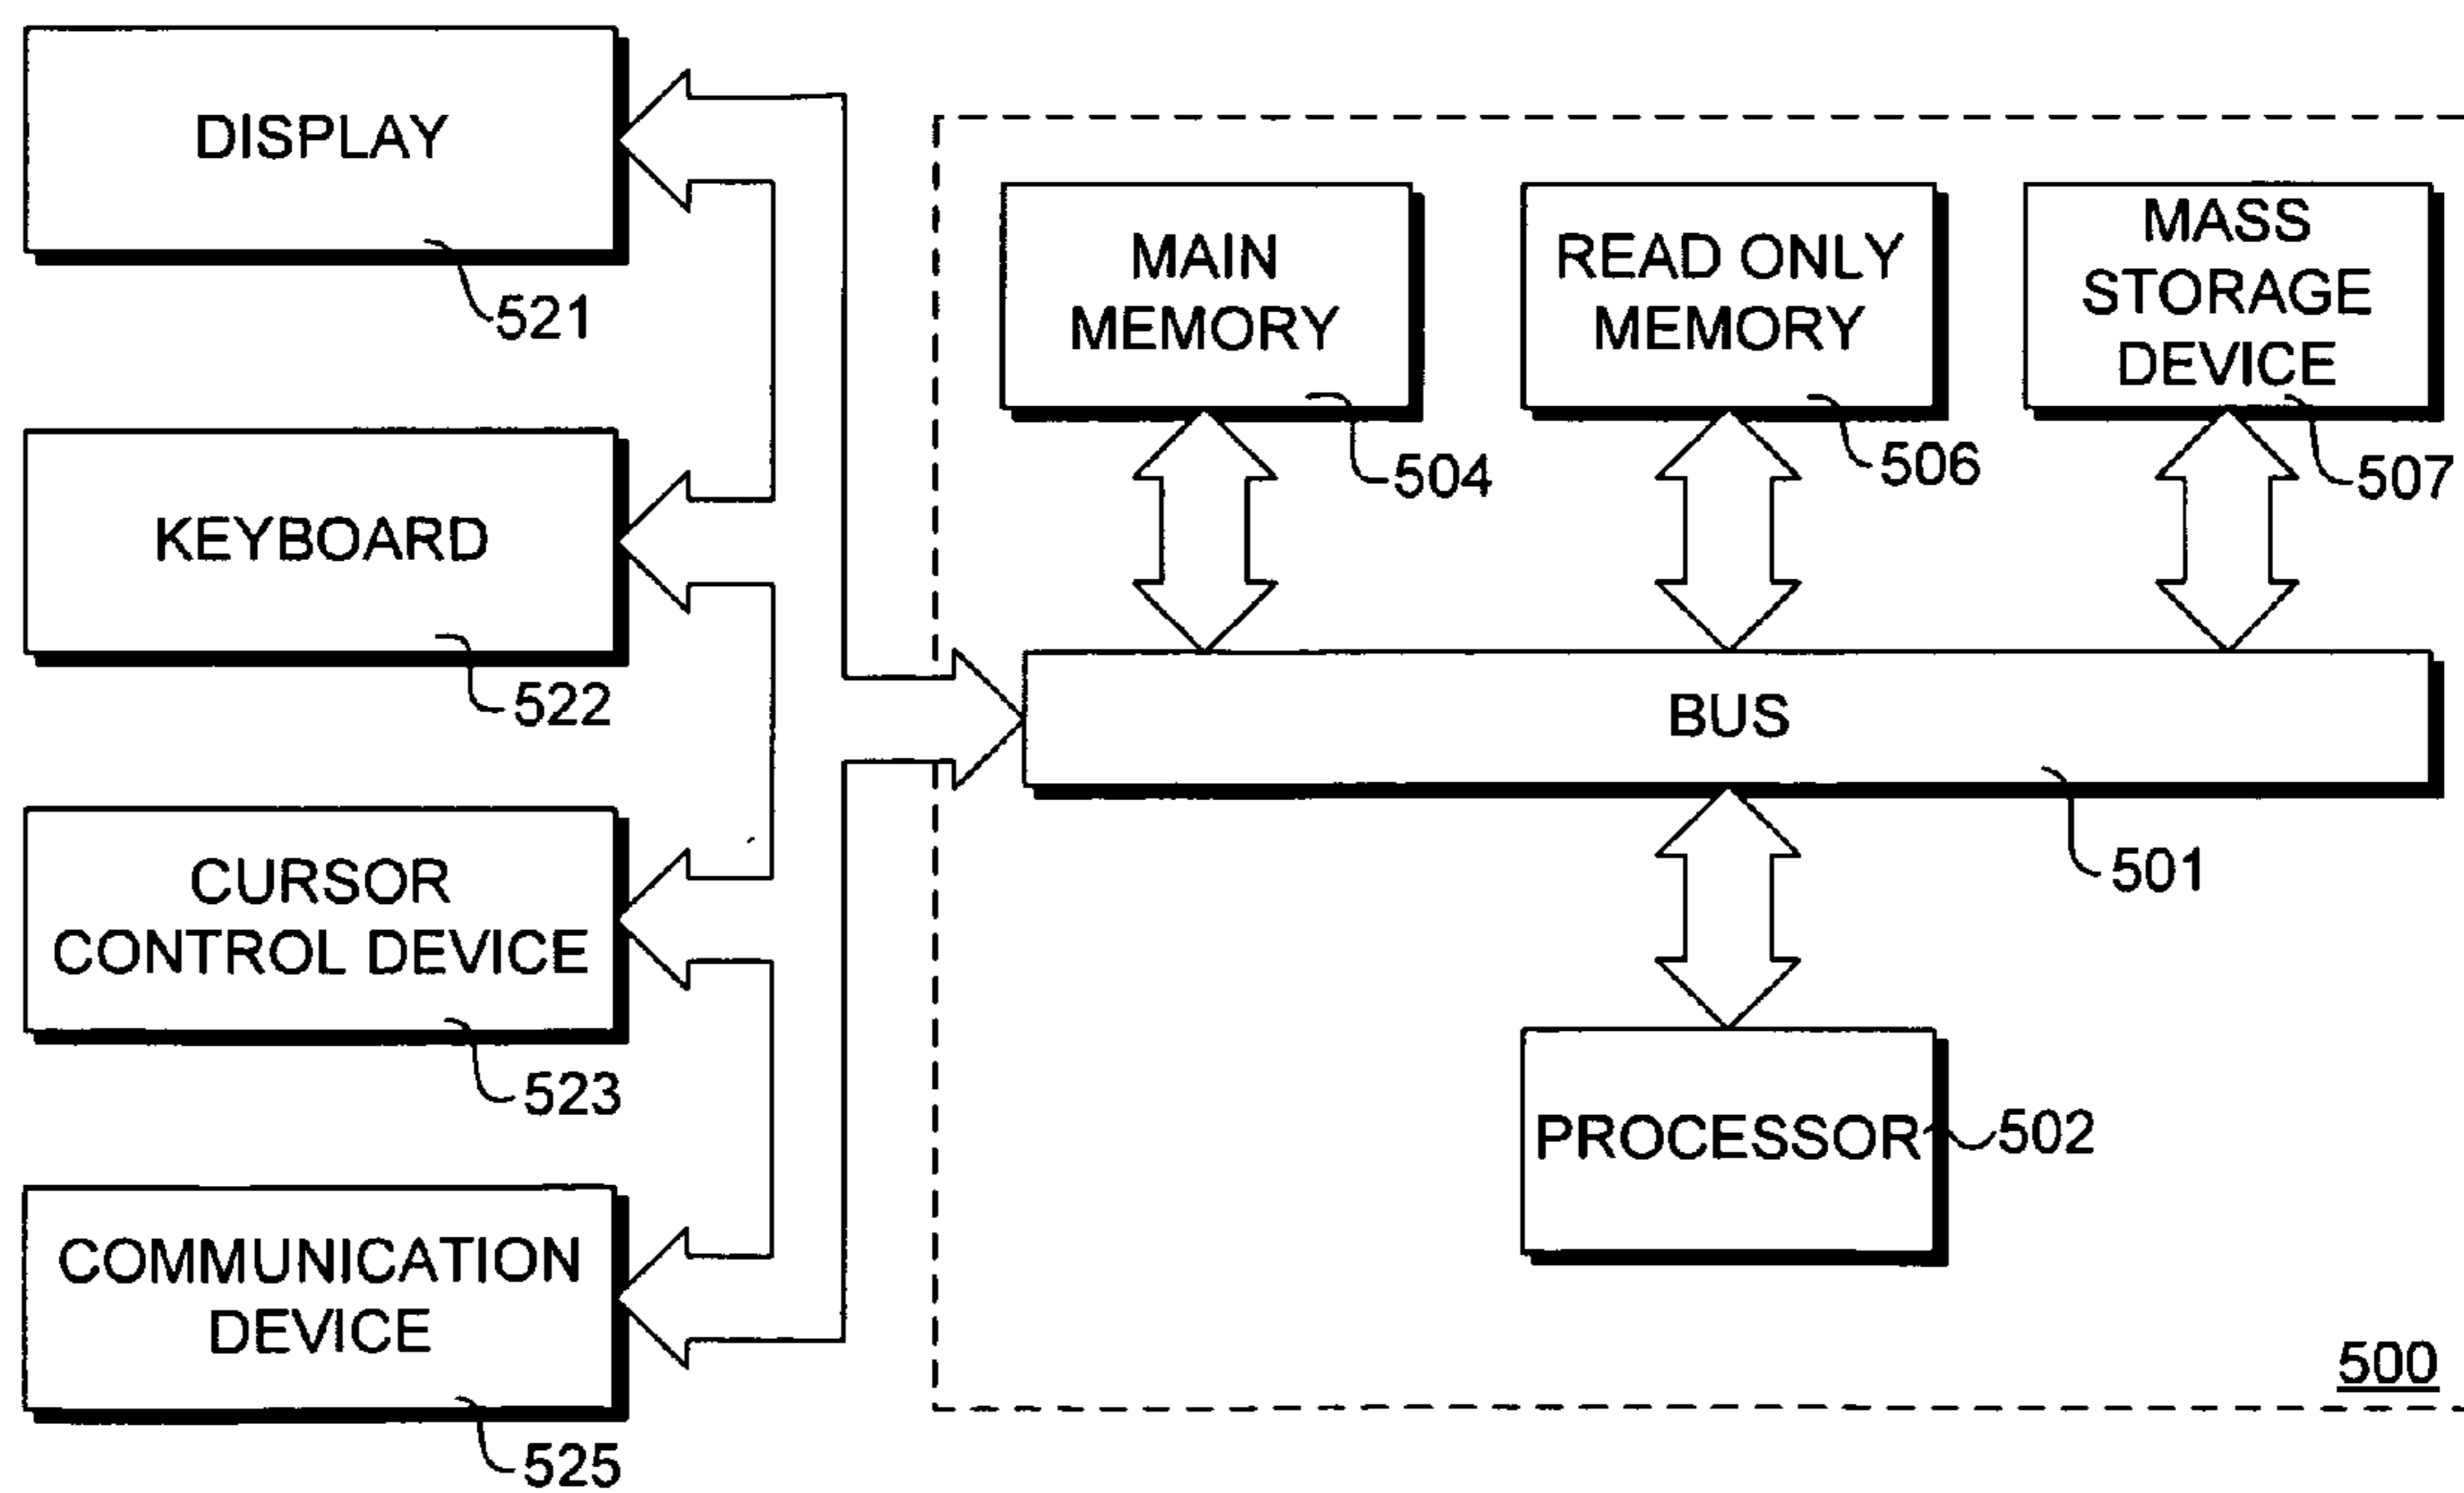 DISPLAY
521
KEYBOARD
522
CURSOR
CONTROL DEVICE
523
COMMUNICATION
DEVICE
525
MAIN
MEMORY
504
READ ONLY
MEMORY
506
MASS
STORAGE
DEVICE
507
BUS
501
PROCESSOR
502
500